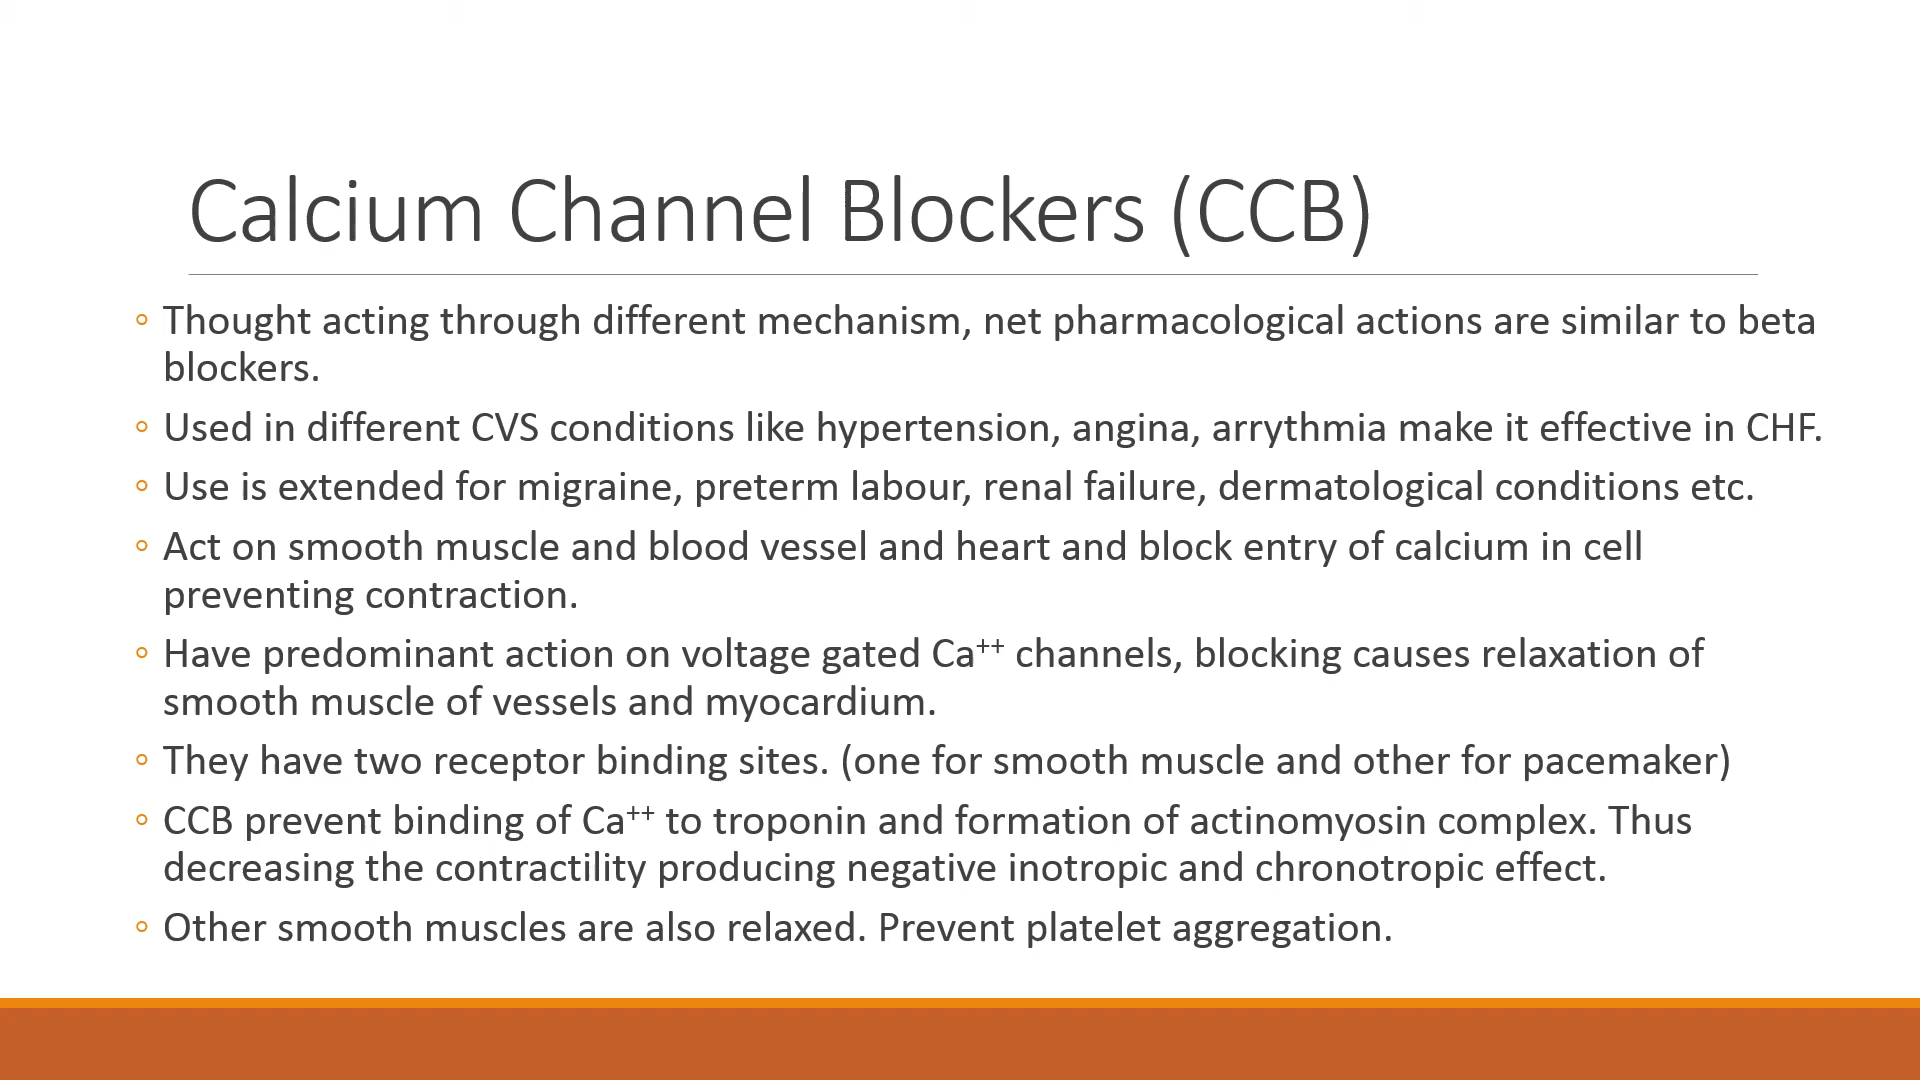 Calcium Channel Blockers (CCB)
◦ Thought acting through different mechanism, net pharmacological actions are similar to beta
blockers.
◦ Used in different CVS conditions like hypertension, angina, arrythmia make it effective in CHF.
◦ Use is extended for migraine, preterm labour, renal failure, dermatological conditions etc.
◦ Act on smooth muscle and blood vessel and heart and block entry of calcium in cell
preventing contraction.
◦ Have predominant action on voltage gated Ca⁺⁺ channels, blocking causes relaxation of
smooth muscle of vessels and myocardium.
◦ They have two receptor binding sites. (one for smooth muscle and other for pacemaker)
◦ CCB prevent binding of Ca⁺⁺ to troponin and formation of actinomyosin complex. Thus
decreasing the contractility producing negative inotropic and chronotropic effect.
◦ Other smooth muscles are also relaxed. Prevent platelet aggregation.